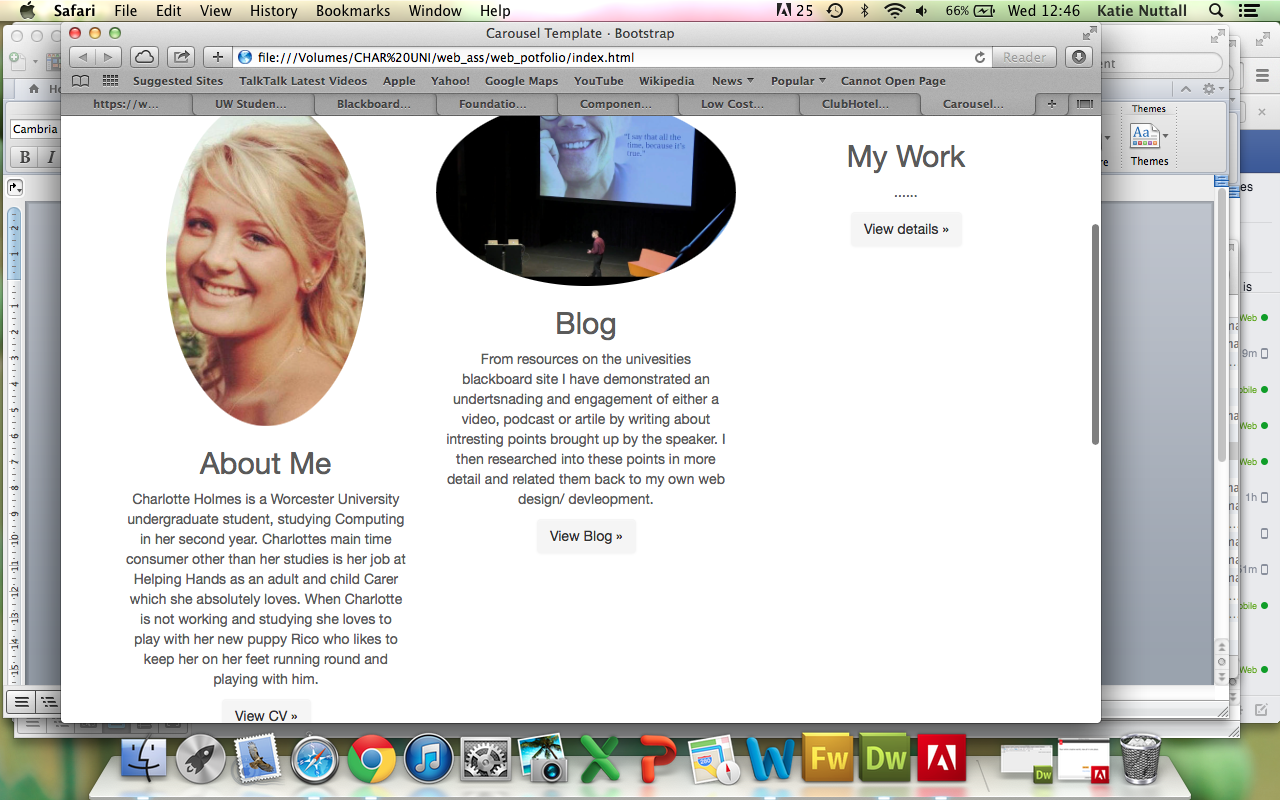 Safari File Edit View History Bookmarks Window Help 25 66% Wed 12:46 Katie Nuttall
Carousel Template · Bootstrap
file:///Volumes/CHAR%20UNI/web_ass/web_potfolio/index.html
Reader
Suggested Sites TalkTalk Latest Videos Apple Yahoo! Google Maps YouTube Wikipedia News Popular Cannot Open Page
https://w... UW Studen... Blackboard... Foundatio... Componen... Low Cost... ClubHotel... Carousel... +
Cambria
B I
Themes
Aa
Themes
"I say that all the
time, because it's
true."
About Me
Charlotte Holmes is a Worcester University
undergraduate student, studying Computing
in her second year. Charlottes main time
consumer other than her studies is her job at
Helping Hands as an adult and child Carer
which she absolutely loves. When Charlotte
is not working and studying she loves to
play with her new puppy Rico who likes to
keep her on her feet running round and
playing with him.
View CV »
Blog
From resources on the univesities
blackboard site I have demonstrated an
undertsnading and engagement of either a
video, podcast or artile by writing about
intresting points brought up by the speaker. I
then researched into these points in more
detail and related them back to my own web
design/ devleopment.
View Blog »
My Work
......
View details »
is
Web
9m
Web
Web
1h
Web
Fw
Dw
Dw